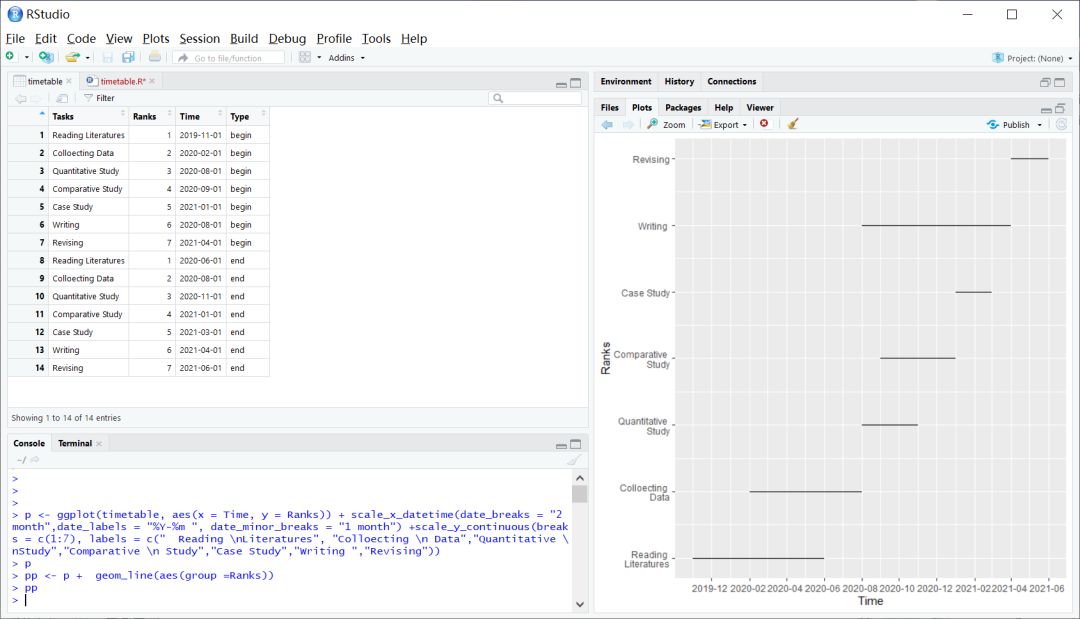 RStudio
File Edit Code View Plots Session Build Debug Profile Tools Help
Go to file/function Addins Project: (None)
timetable timetable.R*
Filter
Tasks Ranks Time Type
1 Reading Literatures 1 2019-11-01 begin
2 Colloecting Data 2 2020-02-01 begin
3 Quantitative Study 3 2020-08-01 begin
4 Comparative Study 4 2020-09-01 begin
5 Case Study 5 2021-01-01 begin
6 Writing 6 2020-08-01 begin
7 Revising 7 2021-04-01 begin
8 Reading Literatures 1 2020-06-01 end
9 Colloecting Data 2 2020-08-01 end
10 Quantitative Study 3 2020-11-01 end
11 Comparative Study 4 2021-01-01 end
12 Case Study 5 2021-03-01 end
13 Writing 6 2021-04-01 end
14 Revising 7 2021-06-01 end
Showing 1 to 14 of 14 entries
Console Terminal
~/
>
>
>
> p <- ggplot(timetable, aes(x = Time, y = Ranks)) + scale_x_datetime(date_breaks = "2
month",date_labels = "%Y-%m ", date_minor_breaks = "1 month") +scale_y_continuous(break
s = c(1:7), labels = c("  Reading \nLiteratures", "Colloecting \n Data","Quantitative \
nStudy","Comparative \n Study","Case Study","Writing ","Revising"))
> p
> pp <- p +  geom_line(aes(group =Ranks))
> pp
>
Environment History Connections
Files Plots Packages Help Viewer
Zoom Export Publish
Revising
Writing
Case Study
Comparative
Study
Quantitative
Study
Colloecting
Data
Reading
Literatures
Ranks
2019-12 2020-02 2020-04 2020-06 2020-08 2020-10 2020-12 2021-02 2021-04 2021-06
Time